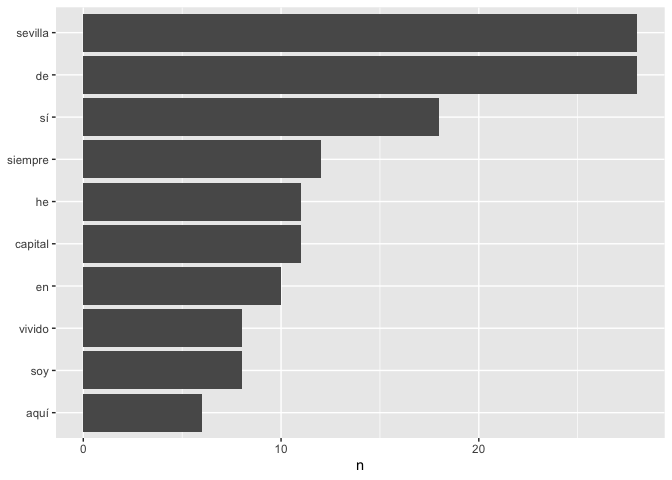 sevilla
de
sí
siempre
he
capital
en
vivido
soy
aquí
0 10 20
n